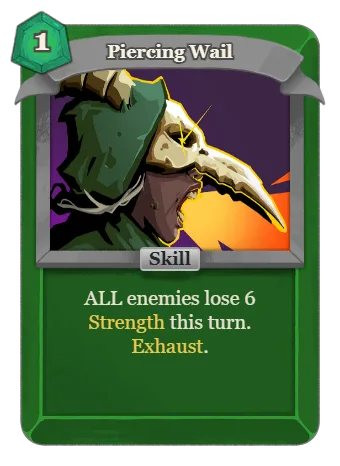 1
Piercing Wail
Skill
ALL enemies lose 6
Strength this turn.
Exhaust.